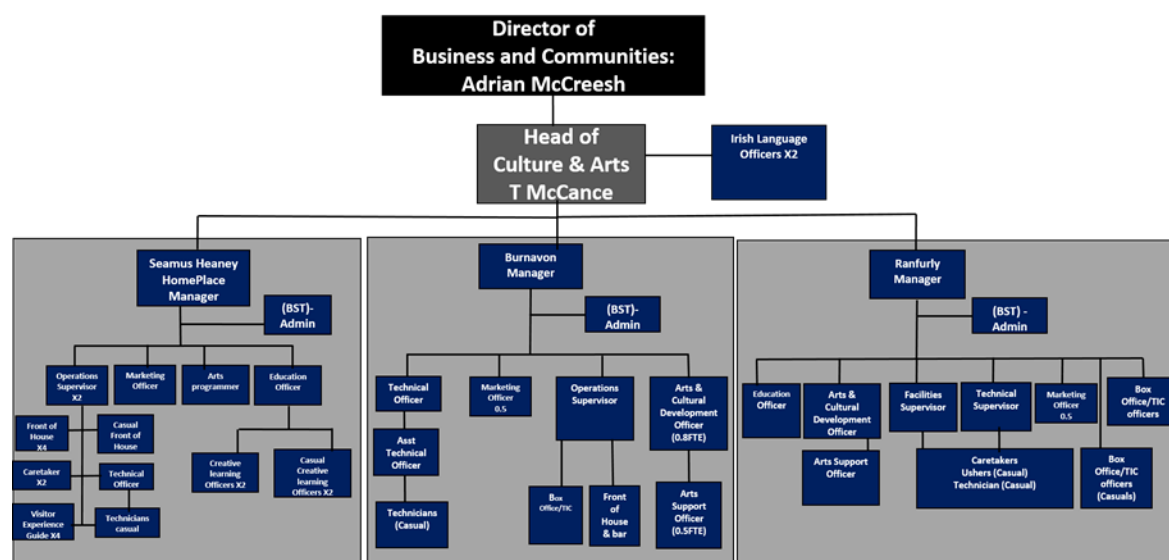 Director of
Business and Communities:
Adrian McCreesh
Head of
Culture & Arts
T McCance
Irish Language
Officers X2
Seamus Heaney
HomePlace
Manager
(BST)-
Admin
Operations
Supervisor
X2
Marketing
Officer
Arts
programmer
Education
Officer
Front of
House
X4
Casual
Front of
House
Caretaker
X2
Technical
Officer
Creative
learning
Officers X2
Casual
Creative
learning
Officers X2
Visitor
Experience
Guide X4
Technicians
casual
Burnavon
Manager
(BST)-
Admin
Technical
Officer
Marketing
Officer
0.5
Operations
Supervisor
Arts &
Cultural
Development
Officer
(0.8FTE)
Asst
Technical
Officer
Technicians
(Casual)
Box
Office/TIC
Front
of
House
& bar
Arts
Support
Officer
(0.5FTE)
Ranfurly
Manager
(BST) -
Admin
Education
Officer
Arts &
Cultural
Development
Officer
Facilities
Supervisor
Technical
Supervisor
Marketing
Officer
0.5
Box
Office/TIC
officers
Arts Support
Officer
Caretakers
Ushers (Casual)
Technician (Casual)
Box
Office/TIC
officers
(Casuals)